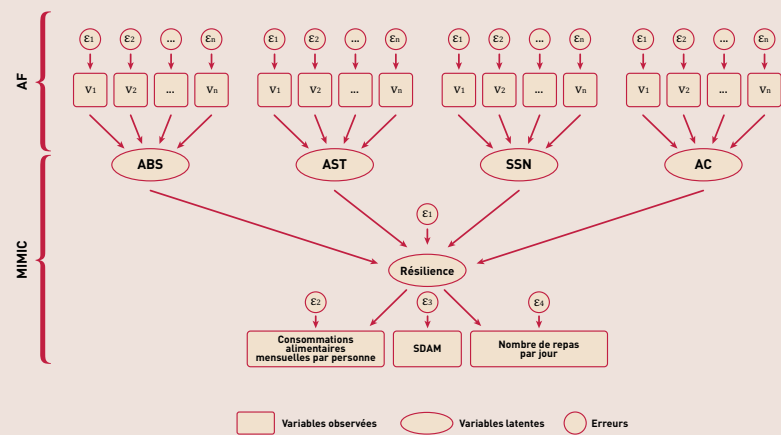 AF
ε1 ε2 ... εn ε1 ε2 ... εn ε1 ε2 ... εn ε1 ε2 ... εn
V1 V2 ... Vn V1 V2 ... Vn V1 V2 ... Vn V1 V2 ... Vn
ABS AST SSN AC
MIMIC
ε1
Résilience
ε2 ε3 ε4
Consommations
alimentaires
mensuelles par personne
SDAM
Nombre de repas
par jour
Variables observées Variables latentes Erreurs